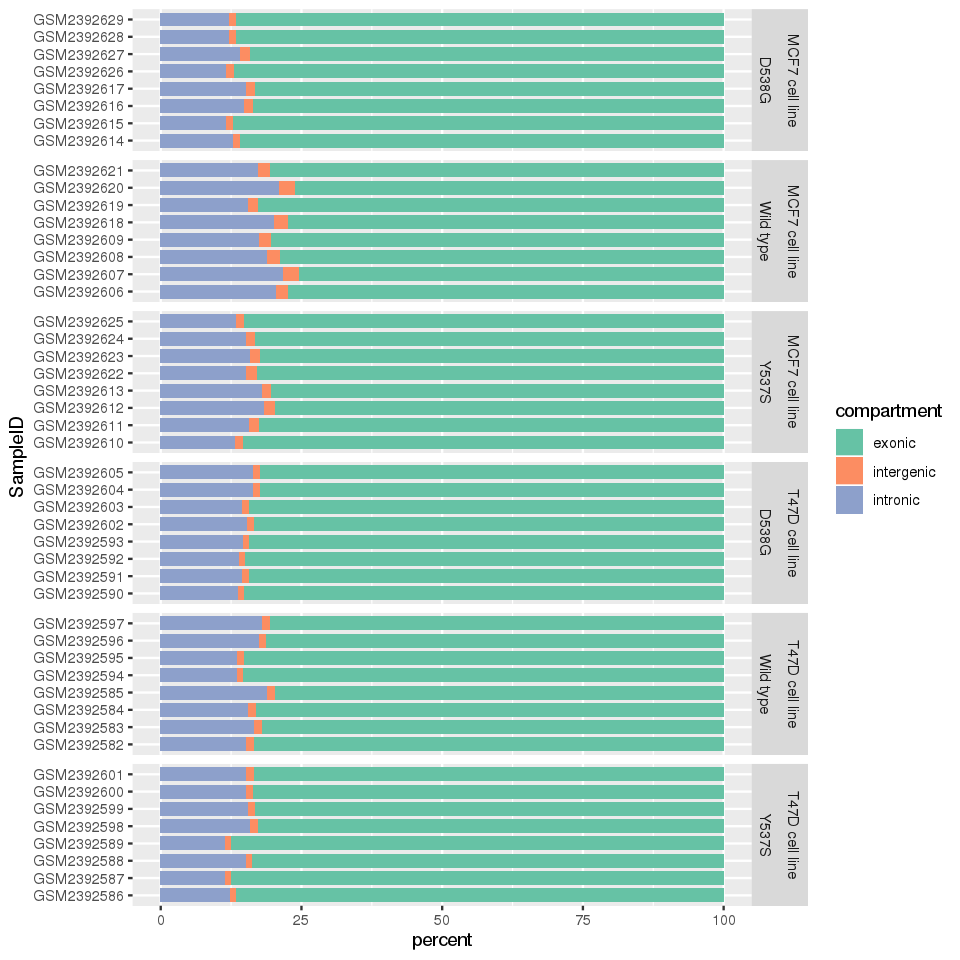 GSM2392629
GSM2392628
GSM2392627
GSM2392626
GSM2392617
GSM2392616
GSM2392615
GSM2392614
MCF7 cell line
D538G
GSM2392621
GSM2392620
GSM2392619
GSM2392618
GSM2392609
GSM2392608
GSM2392607
GSM2392606
MCF7 cell line
Wild type
GSM2392625
GSM2392624
GSM2392623
GSM2392622
GSM2392613
GSM2392612
GSM2392611
GSM2392610
MCF7 cell line
Y537S
GSM2392605
GSM2392604
GSM2392603
GSM2392602
GSM2392593
GSM2392592
GSM2392591
GSM2392590
T47D cell line
D538G
GSM2392597
GSM2392596
GSM2392595
GSM2392594
GSM2392585
GSM2392584
GSM2392583
GSM2392582
T47D cell line
Wild type
GSM2392601
GSM2392600
GSM2392599
GSM2392598
GSM2392589
GSM2392588
GSM2392587
GSM2392586
T47D cell line
Y537S
SampleID
0 25 50 75 100
percent
compartment
exonic
intergenic
intronic